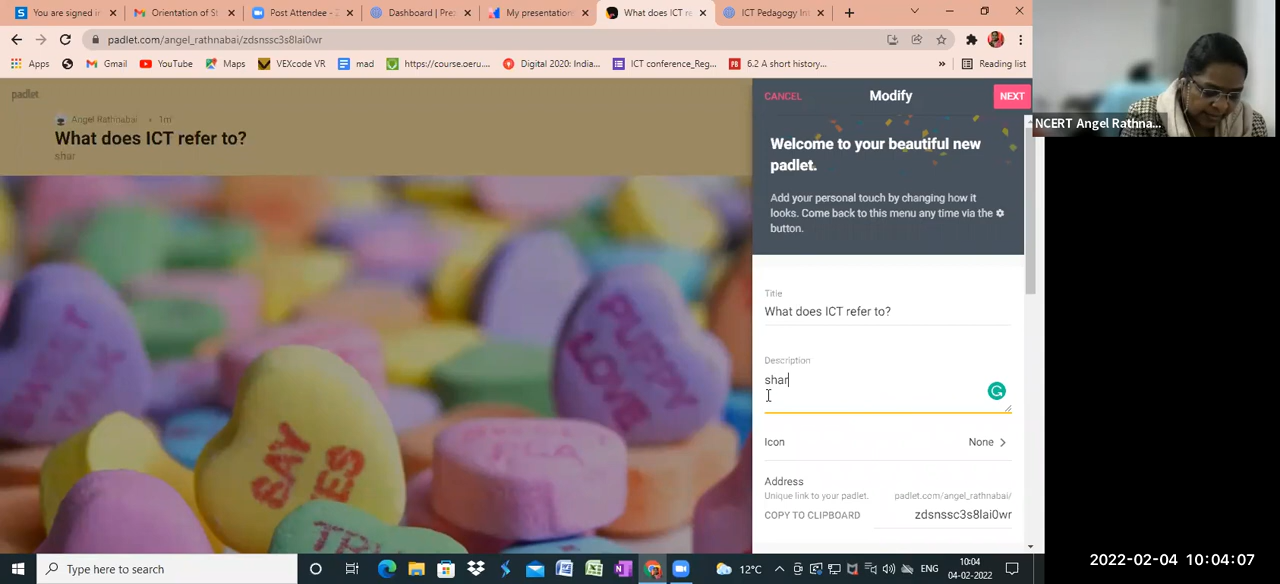 You are signed in
Orientation of St
Post Attendee - Z
Dashboard | Prez
My presentations
What does ICT re
ICT Pedagogy Int
padlet.com/angel_rathnabai/zdsnssc3s8lai0wr
Apps
Gmail
YouTube
Maps
VEXcode VR
mad
https://course.oeru....
Digital 2020: India...
ICT conference_Reg...
6.2 A short history...
»
Reading list
padlet
Angel Rathnabai • 1m
What does ICT refer to?
shar
CANCEL
Modify
NEXT
Welcome to your beautiful new
padlet.
Add your personal touch by changing how it
looks. Come back to this menu any time via the
button.
Title
What does ICT refer to?
Description
shar
Icon
None
Address
Unique link to your padlet.
padlet.com/angel_rathnabai/
COPY TO CLIPBOARD
zdsnssc3s8lai0wr
NCERT Angel Rathna...
PUPPY
LOVE
SAY
YES
Type here to search
12°C
ENG
10:04
04-02-2022
2022-02-04 10:04:07